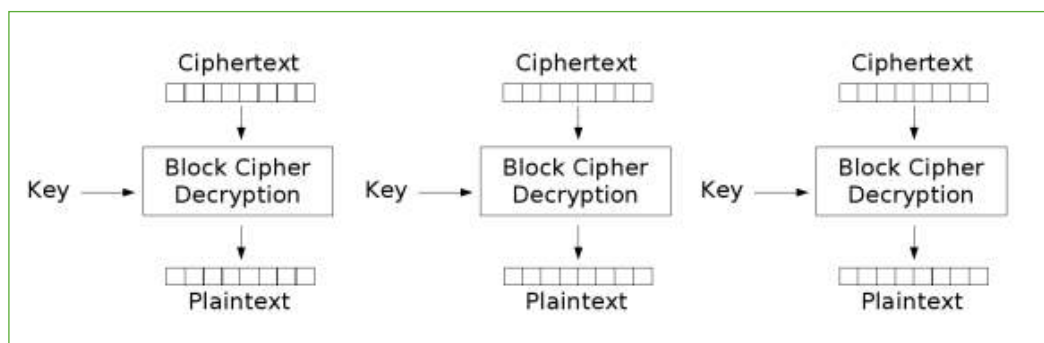 Ciphertext
Ciphertext
Ciphertext
Key
Block Cipher
Decryption
Key
Block Cipher
Decryption
Key
Block Cipher
Decryption
Plaintext
Plaintext
Plaintext